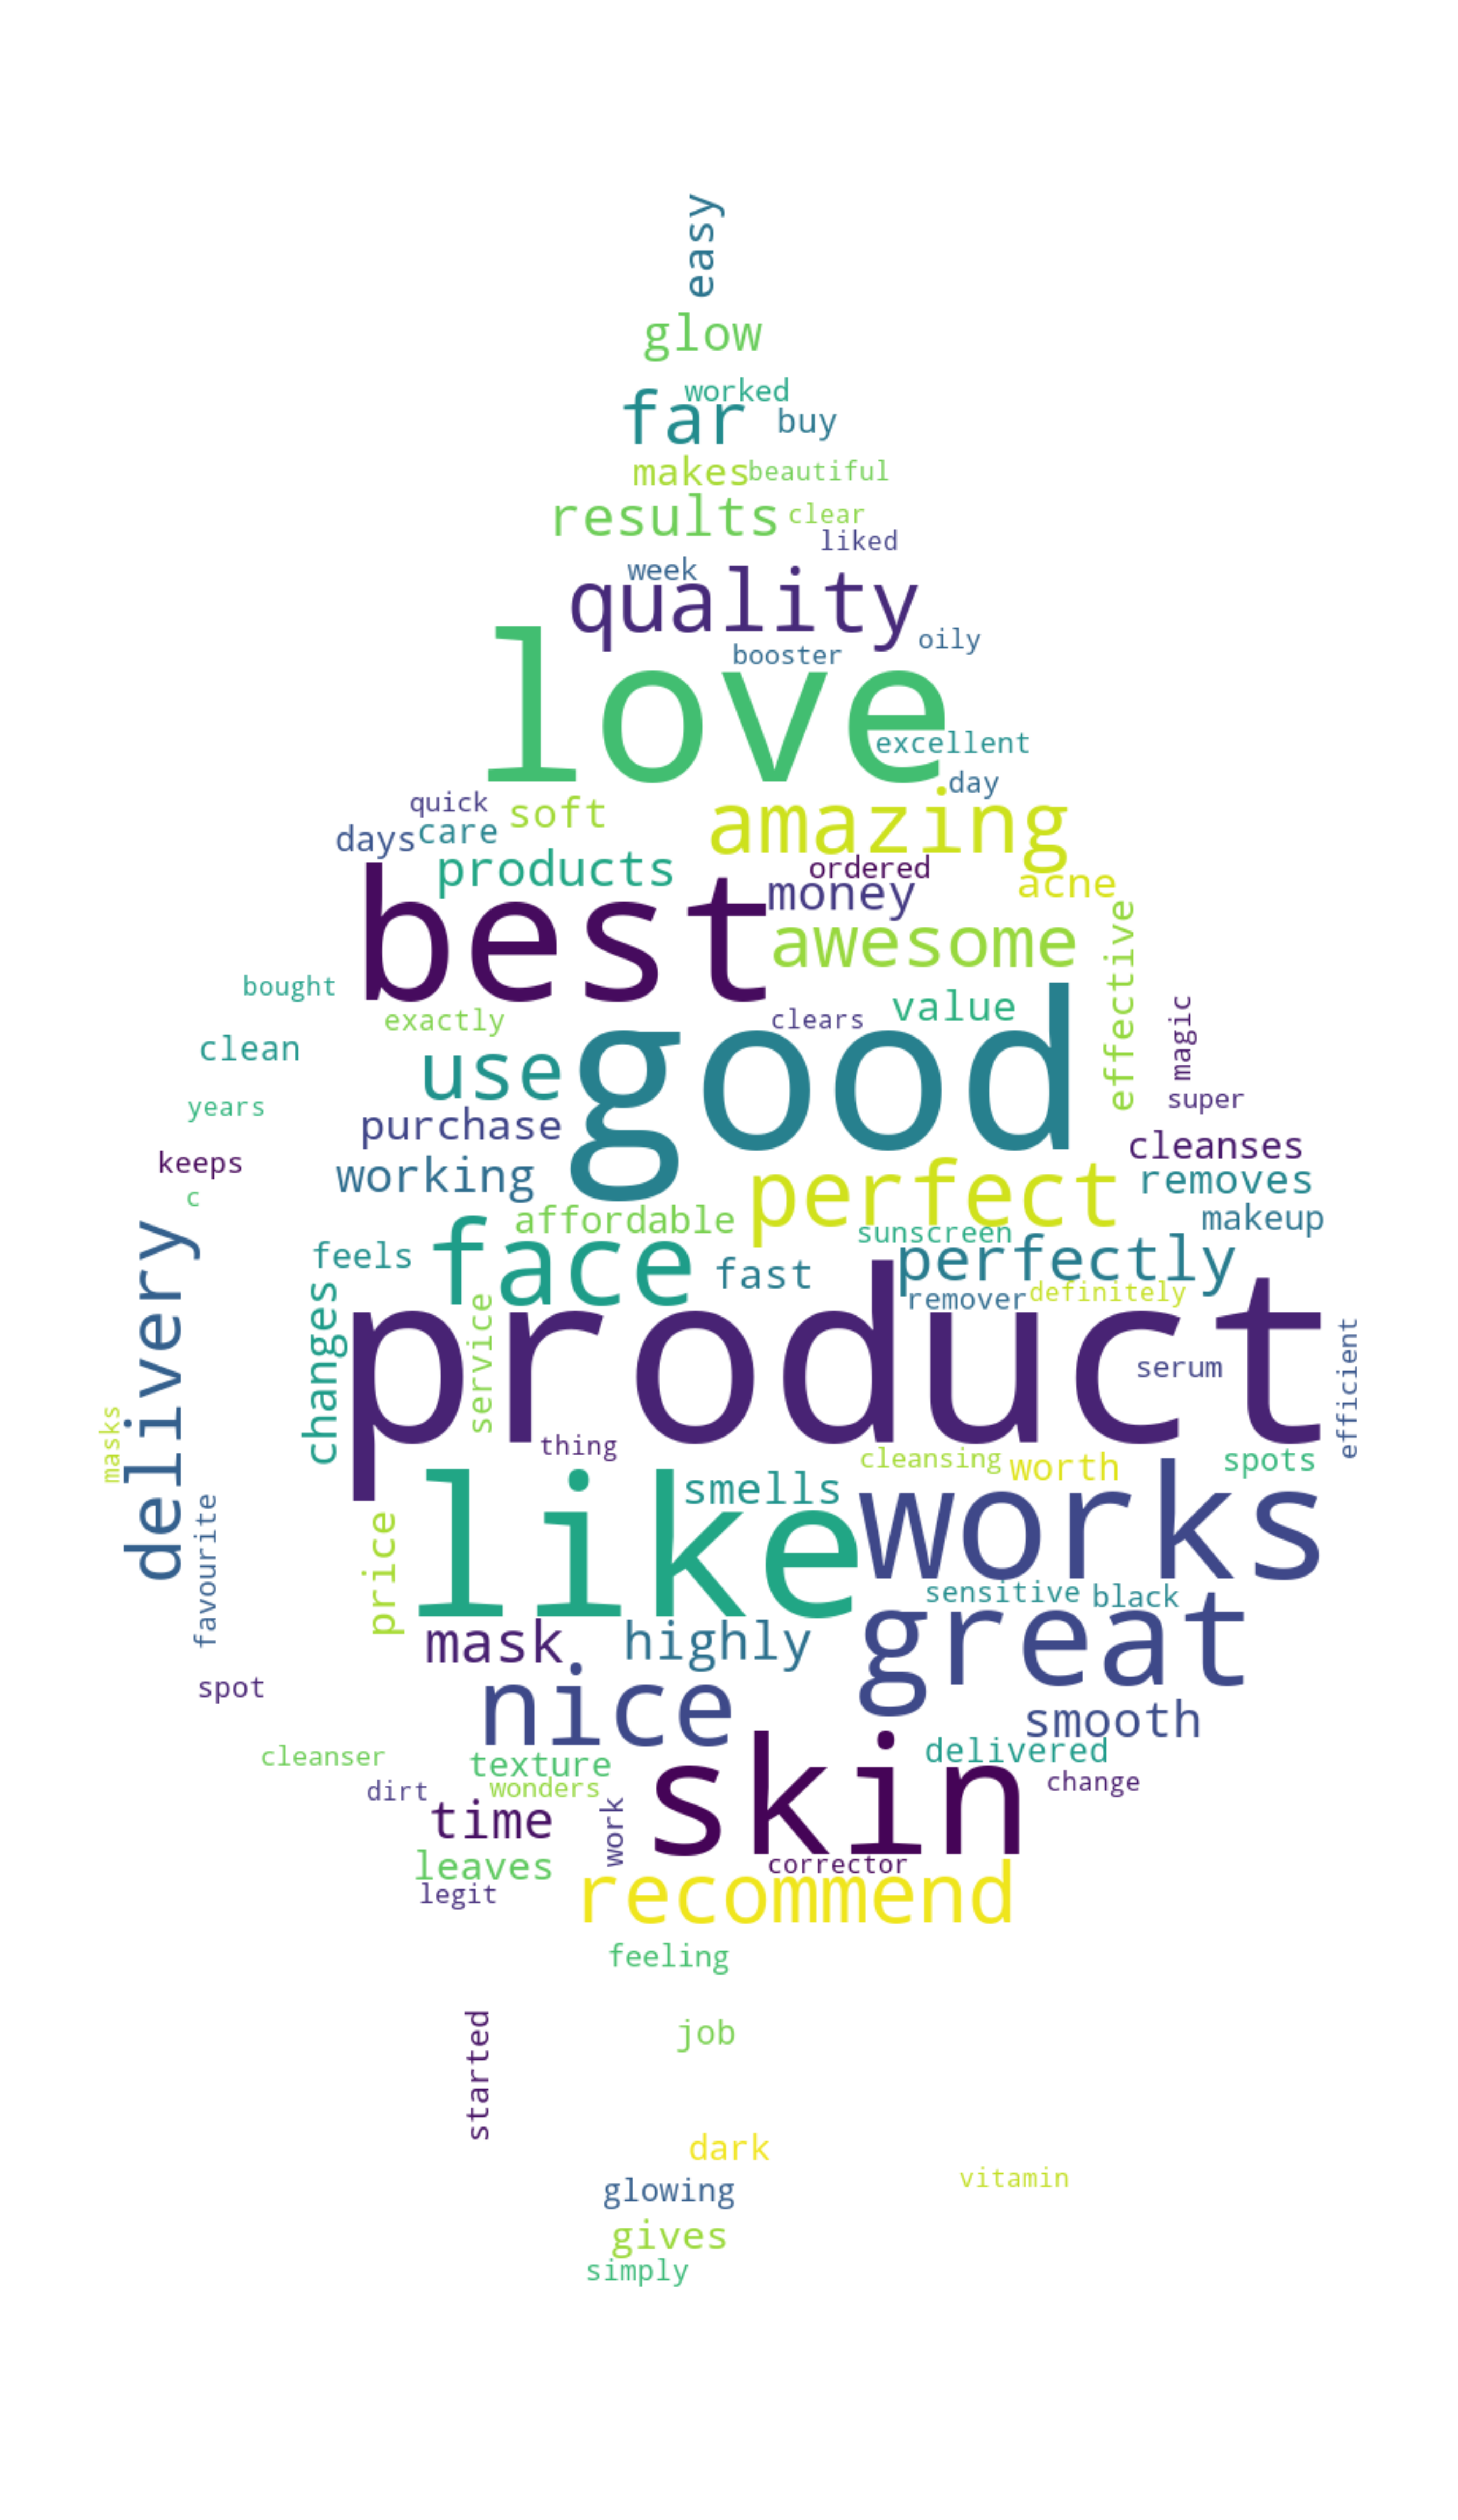 easy
glow
worked
far
buy
makes
beautiful
results
clear
liked
week
quality
oily
booster
love
excellent
day
quick
soft
amazing
days
care
products
ordered
money
acne
best
awesome
effective
bought
exactly
clears
value
magic
clean
use
good
years
purchase
super
keeps
working
cleanses
c
perfect
removes
affordable
sunscreen
makeup
delivery
feels
face
fast
perfectly
changes
service
remover
definitely
product
serum
efficient
masks
thing
cleansing
worth
spots
favourite
price
like
smells
works
sensitive
black
mask
highly
great
spot
nice
smooth
cleanser
texture
delivered
dirt
wonders
skin
change
time
work
leaves
corrector
legit
recommend
feeling
started
job
dark
vitamin
glowing
gives
simply